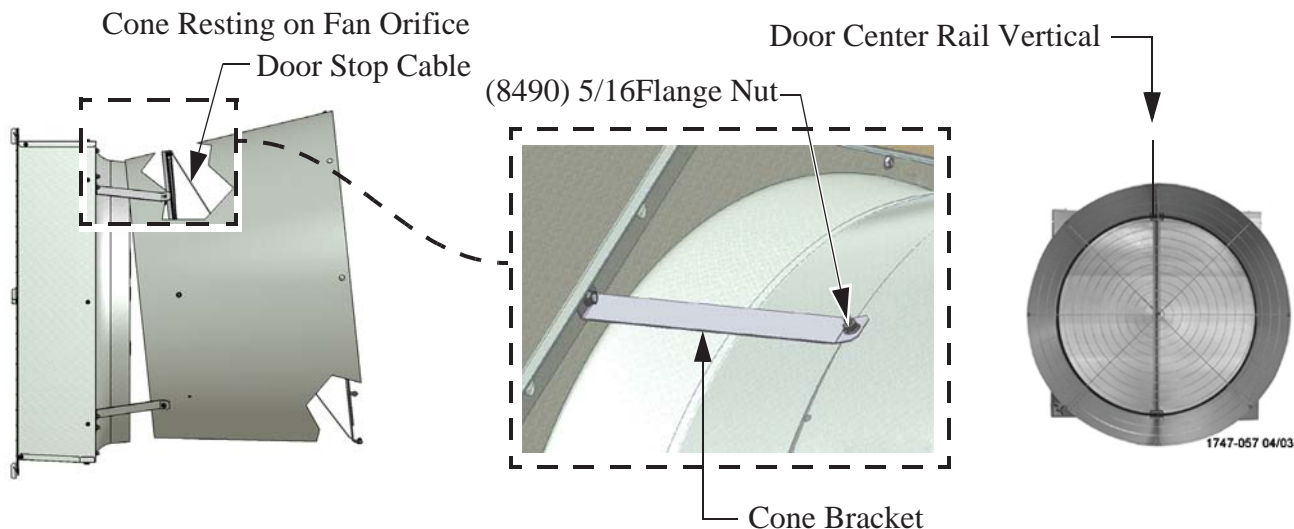 Cone Resting on Fan Orifice
Door Stop Cable
(8490) 5/16Flange Nut
Door Center Rail Vertical
Cone Bracket
1747-057 04/03